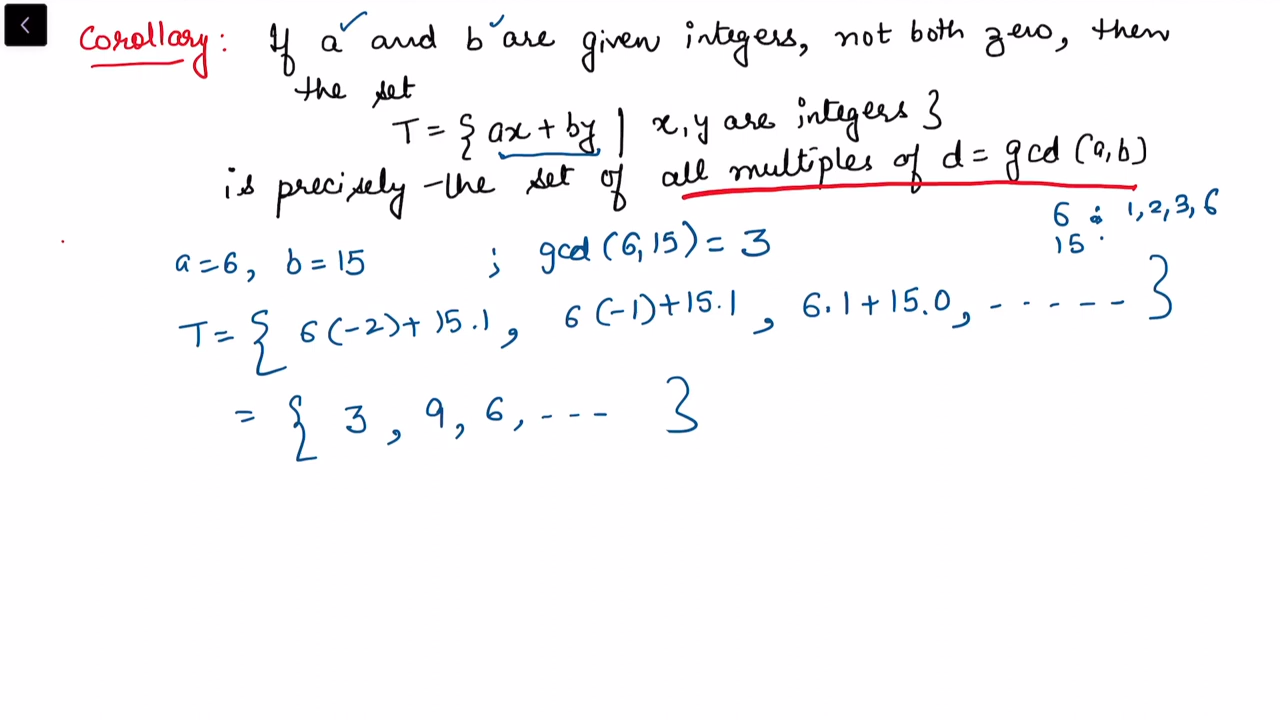 Corollary: If a and b are given integers, not both zero, then
the set
T = { ax + by | x, y are integers }
is precisely the set of all multiples of d = gcd (a, b)
6 : 1, 2, 3, 6
15 :
a = 6, b = 15 ; gcd (6, 15) = 3
T = { 6(-2) + 15.1, 6(-1) + 15.1, 6.1 + 15.0, ------ }
= { 3, 9, 6, --- }